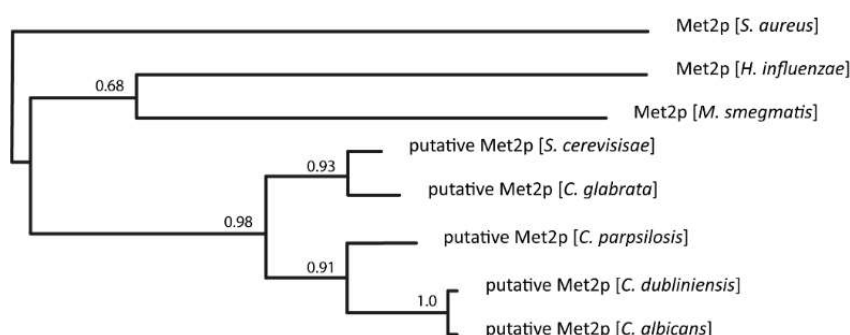 Met2p [S. aureus]
Met2p [H. influenzae]
0.68
Met2p [M. smegmatis]
putative Met2p [S. cerevisisae]
0.93
putative Met2p [C. glabrata]
0.98
putative Met2p [C. parpsilosis]
0.91
putative Met2p [C. dubliniensis]
1.0
putative Met2p [C. albicans]